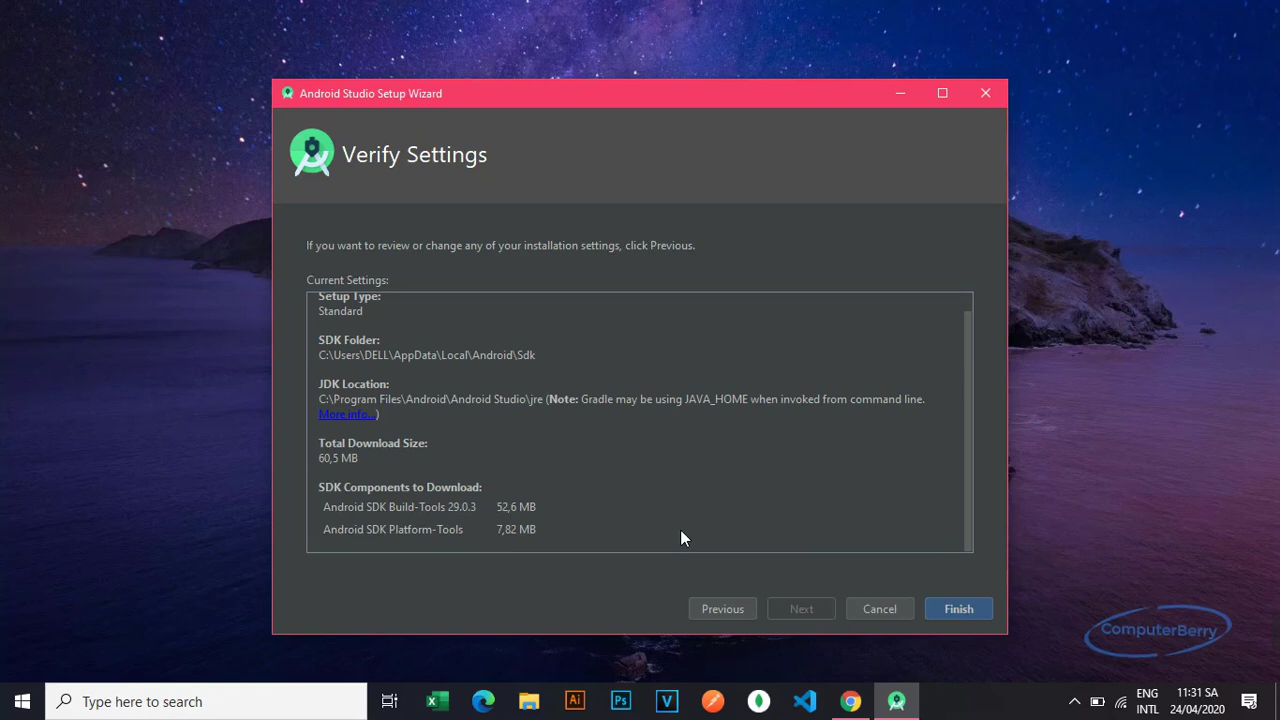 Android Studio Setup Wizard
Verify Settings
If you want to review or change any of your installation settings, click Previous.
Current Settings:
Setup Type:
Standard
SDK Folder:
C:\Users\DELL\AppData\Local\Android\Sdk
JDK Location:
C:\Program Files\Android\Android Studio\jre (Note: Gradle may be using JAVA_HOME when invoked from command line.
More info...)
Total Download Size:
60,5 MB
SDK Components to Download:
Android SDK Build-Tools 29.0.3 52,6 MB
Android SDK Platform-Tools 7,82 MB
Previous Next Cancel Finish
ComputerBerry
Type here to search
Ai
Ps
V
ENG
INTL
11:31 SA
24/04/2020